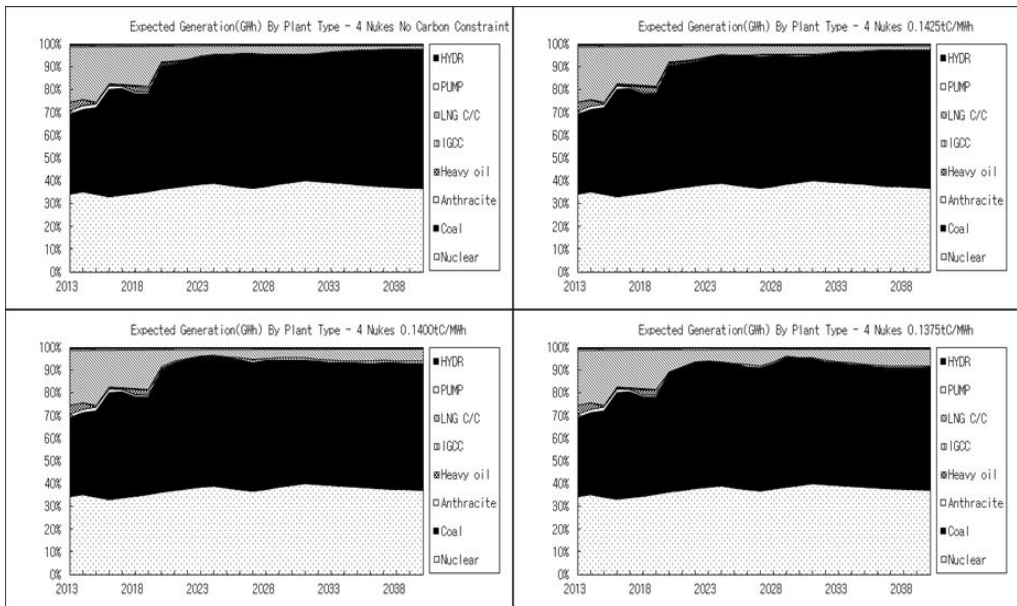 Expected Generation(GWh) By Plant Type - 4 Nukes No Carbon Constraint
100%
90%
80%
70%
60%
50%
40%
30%
20%
10%
0%
2013 2018 2023 2028 2033 2038
HYDR
PUMP
LNG C/C
IGCC
Heavy oil
Anthracite
Coal
Nuclear
Expected Generation(GWh) By Plant Type - 4 Nukes 0.1425tC/MWh
100%
90%
80%
70%
60%
50%
40%
30%
20%
10%
0%
2013 2018 2023 2028 2033 2038
HYDR
PUMP
LNG C/C
IGCC
Heavy oil
Anthracite
Coal
Nuclear
Expected Generation(GWh) By Plant Type - 4 Nukes 0.1400tC/MWh
100%
90%
80%
70%
60%
50%
40%
30%
20%
10%
0%
2013 2018 2023 2028 2033 2038
HYDR
PUMP
LNG C/C
IGCC
Heavy oil
Anthracite
Coal
Nuclear
Expected Generation(GWh) By Plant Type - 4 Nukes 0.1375tC/MWh
100%
90%
80%
70%
60%
50%
40%
30%
20%
10%
0%
2013 2018 2023 2028 2033 2038
HYDR
PUMP
LNG C/C
IGCC
Heavy oil
Anthracite
Coal
Nuclear